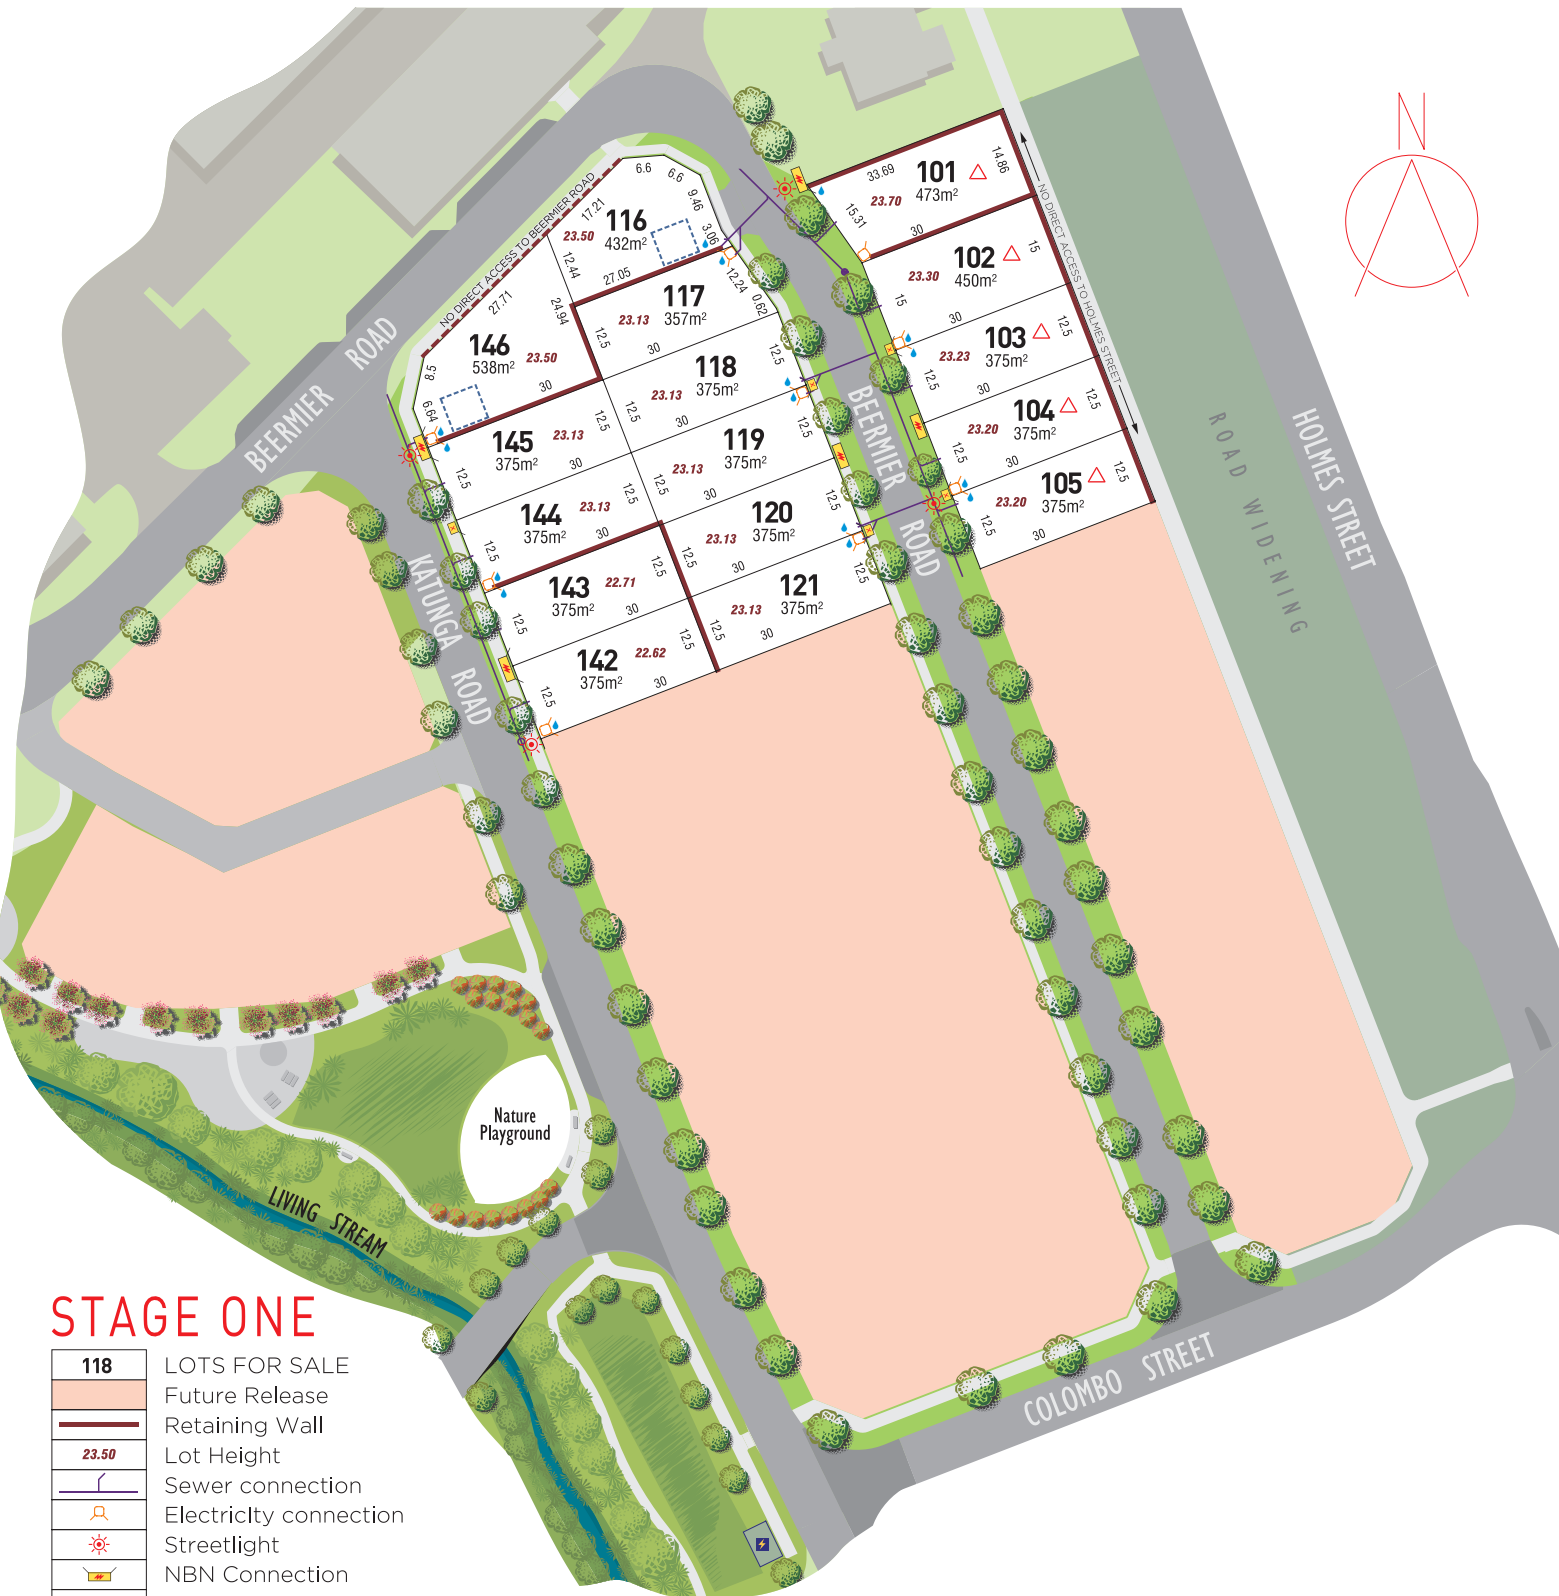 N
NO DIRECT ACCESS TO BEERMIER ROAD
6.6
6.6
9.46
3.06
17.21
116
432m²
23.50
12.44
27.05
12.24
0.62
27.71
24.94
146
538m²
23.50
8.5
6.64
30
117
357m²
23.13
12.5
30
118
375m²
23.13
12.5
12.5
30
119
375m²
23.13
12.5
12.5
30
120
375m²
23.13
12.5
12.5
30
121
375m²
23.13
12.5
12.5
30
145
375m²
23.13
12.5
12.5
30
144
375m²
23.13
12.5
12.5
30
143
375m²
22.71
12.5
12.5
30
142
375m²
22.62
12.5
12.5
30
101
473m²
23.70
33.69
14.86
15.31
30
102
450m²
23.30
15
15
30
103
375m²
23.23
12.5
12.5
30
104
375m²
23.20
12.5
12.5
30
105
375m²
23.20
12.5
12.5
30
NO DIRECT ACCESS TO HOLMES STREET
BEERMIER ROAD
KATUNGA ROAD
BEERMIER ROAD
ROAD WIDENING
HOLMES STREET
COLOMBO STREET
Nature
Playground
LIVING STREAM
STAGE ONE
118 LOTS FOR SALE
Future Release
Retaining Wall
23.50 Lot Height
Sewer connection
Electricity connection
Streetlight
NBN Connection